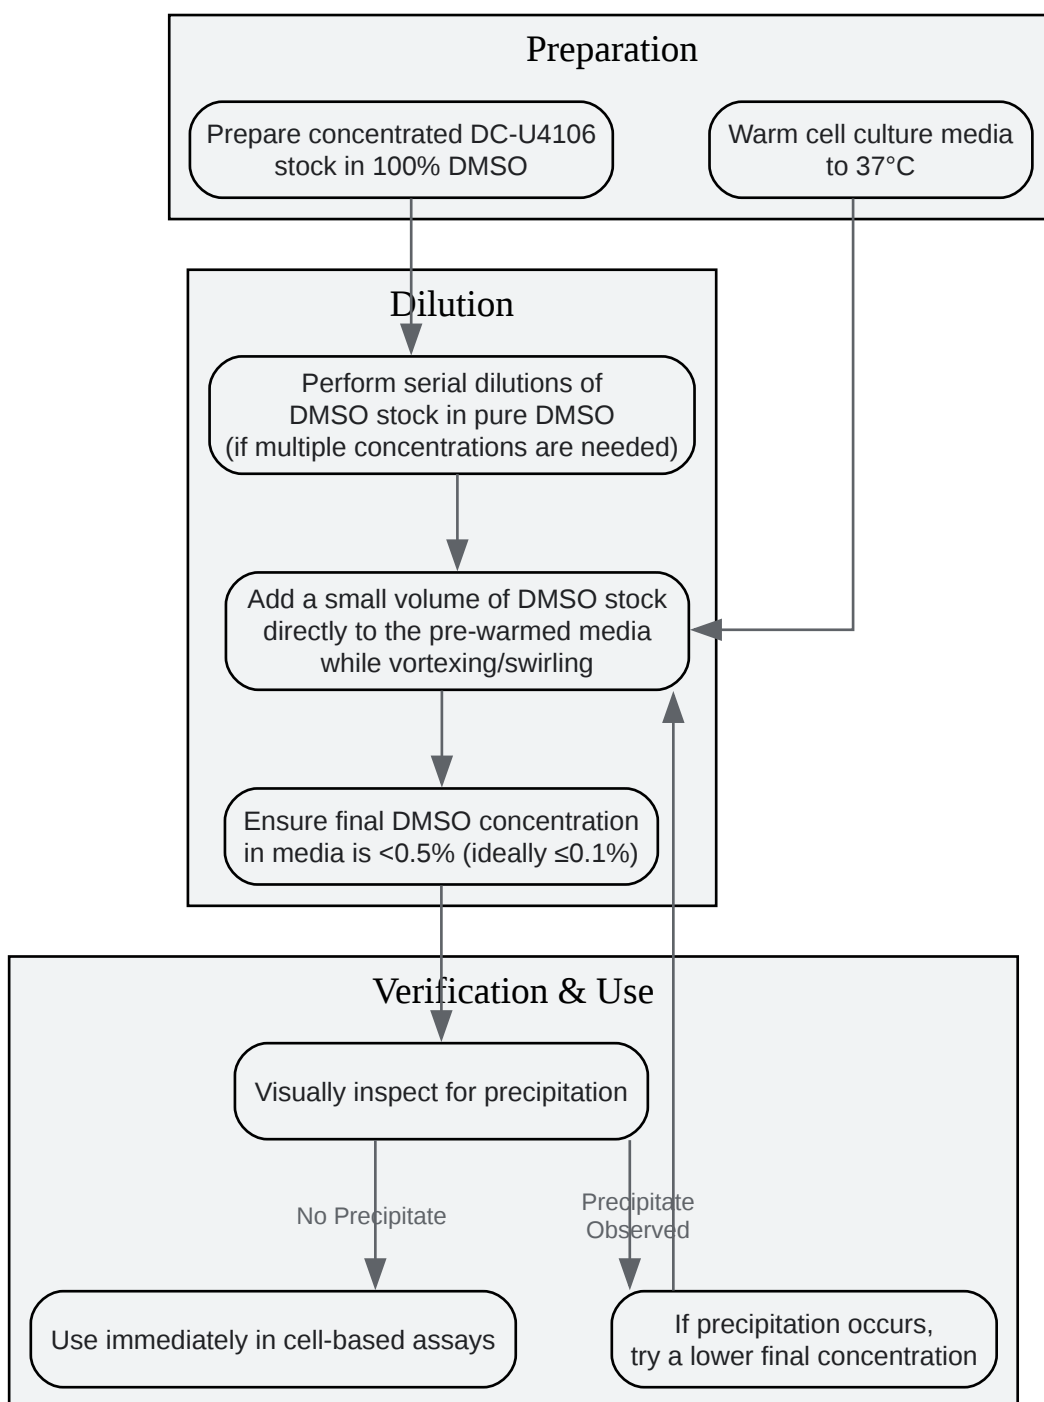 Preparation
Prepare concentrated DC-U4106
stock in 100% DMSO
Warm cell culture media
to 37°C
Dilution
Perform serial dilutions of
DMSO stock in pure DMSO
(if multiple concentrations are needed)
Add a small volume of DMSO stock
directly to the pre-warmed media
while vortexing/swirling
Ensure final DMSO concentration
in media is <0.5% (ideally ≤0.1%)
Verification & Use
Visually inspect for precipitation
No Precipitate
Precipitate
Observed
Use immediately in cell-based assays
If precipitation occurs,
try a lower final concentration